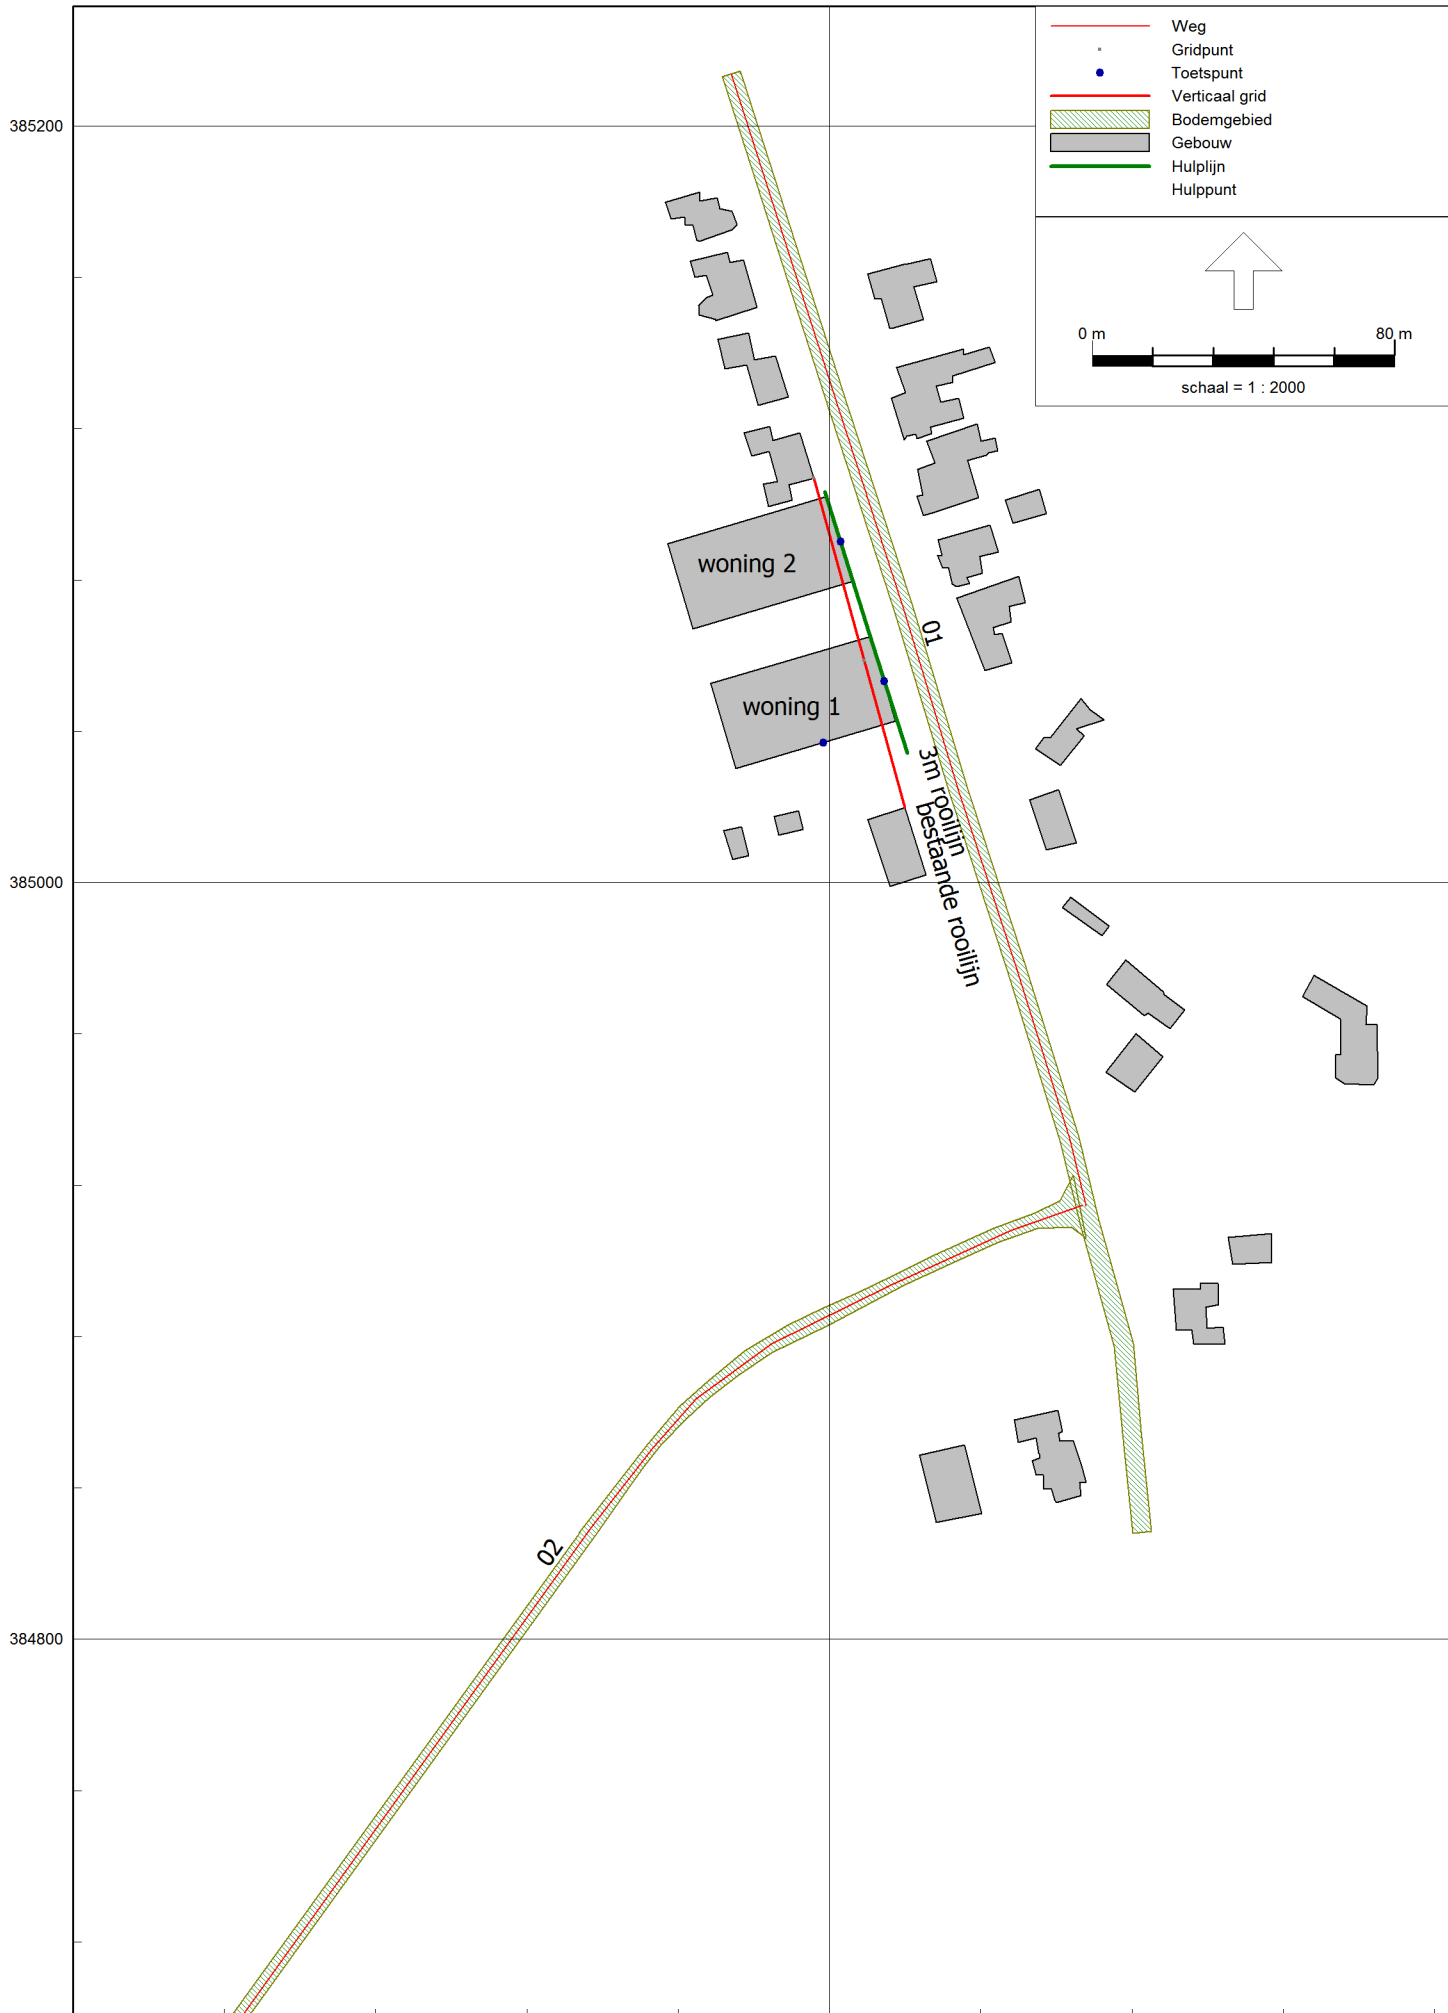 Weg
Gridpunt
Toetspunt
Verticaal grid
Bodemgebied
Gebouw
Hulplijn
Hulppunt
0 m 80 m
schaal = 1 : 2000
385200
woning 2
01
woning 1
3m rooilijn
bestaande rooilijn
385000
02
384800